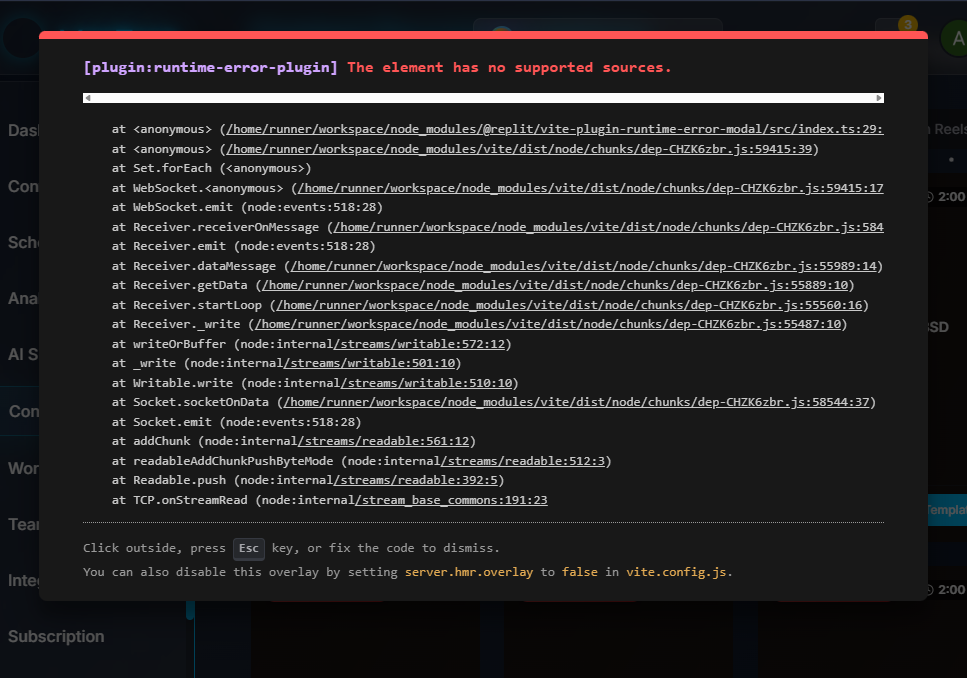 3
A
[plugin:runtime-error-plugin] The element has no supported sources.
at <anonymous> (/home/runner/workspace/node_modules/@replit/vite-plugin-runtime-error-modal/src/index.ts:29:
at <anonymous> (/home/runner/workspace/node_modules/vite/dist/node/chunks/dep-CHZK6zbr.js:59415:39)
at Set.forEach (<anonymous>)
at WebSocket.<anonymous> (/home/runner/workspace/node_modules/vite/dist/node/chunks/dep-CHZK6zbr.js:59415:17
at WebSocket.emit (node:events:518:28)
at Receiver.receiverOnMessage (/home/runner/workspace/node_modules/vite/dist/node/chunks/dep-CHZK6zbr.js:584
at Receiver.emit (node:events:518:28)
at Receiver.dataMessage (/home/runner/workspace/node_modules/vite/dist/node/chunks/dep-CHZK6zbr.js:55989:14)
at Receiver.getData (/home/runner/workspace/node_modules/vite/dist/node/chunks/dep-CHZK6zbr.js:55889:10)
at Receiver.startLoop (/home/runner/workspace/node_modules/vite/dist/node/chunks/dep-CHZK6zbr.js:55560:16)
at Receiver._write (/home/runner/workspace/node_modules/vite/dist/node/chunks/dep-CHZK6zbr.js:55487:10)
at writeOrBuffer (node:internal/streams/writable:572:12)
at _write (node:internal/streams/writable:501:10)
at Writable.write (node:internal/streams/writable:510:10)
at Socket.socketOnData (/home/runner/workspace/node_modules/vite/dist/node/chunks/dep-CHZK6zbr.js:58544:37)
at Socket.emit (node:events:518:28)
at addChunk (node:internal/streams/readable:561:12)
at readableAddChunkPushByteMode (node:internal/streams/readable:512:3)
at Readable.push (node:internal/streams/readable:392:5)
at TCP.onStreamRead (node:internal/stream_base_commons:191:23
Click outside, press Esc key, or fix the code to dismiss.
You can also disable this overlay by setting server.hmr.overlay to false in vite.config.js.
Das
Con
Sch
Ana
AI S
Con
Wor
Tear
Inte
Subscription
Reels
2:00
SSD
Templa
2:00